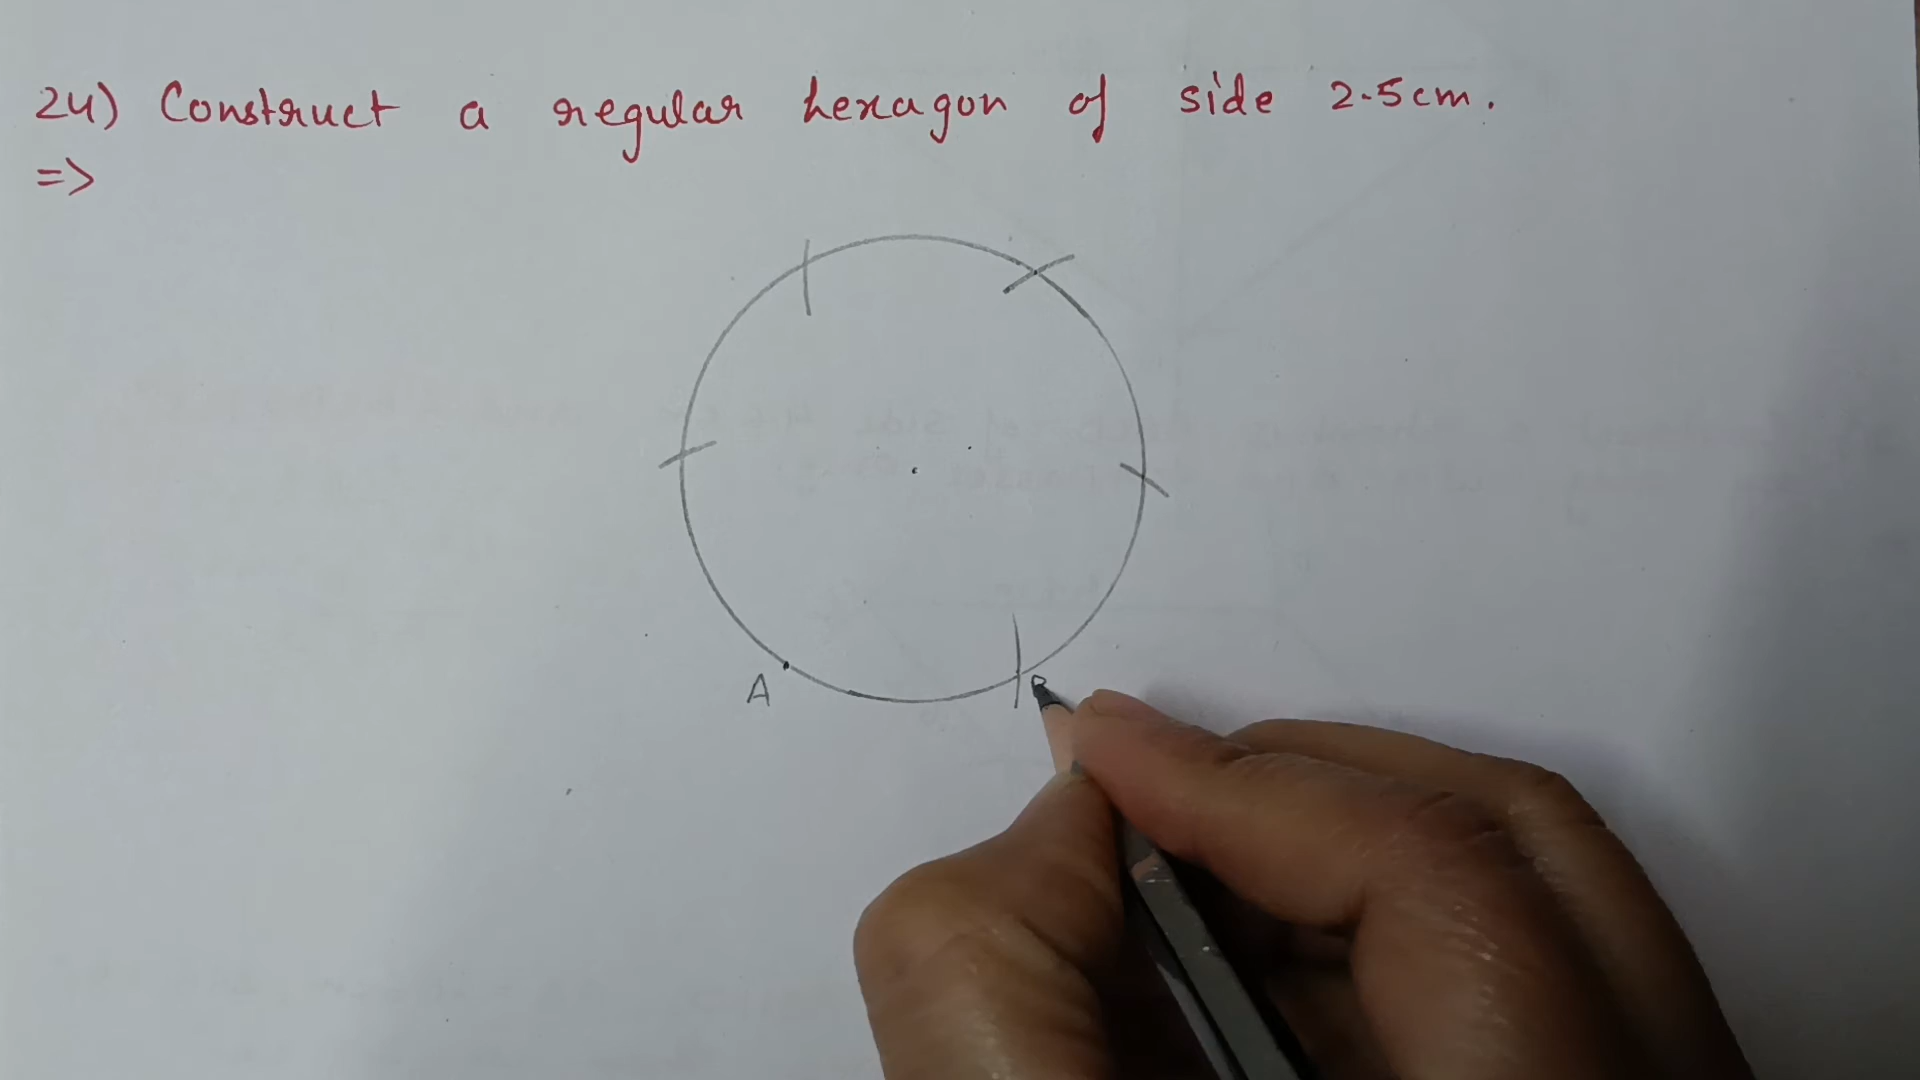 24) Construct a regular hexagon of side 2.5cm.
=>
A
B